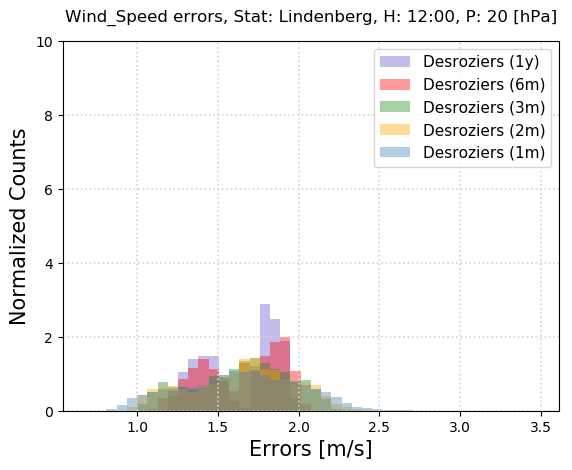 Wind_Speed errors, Stat: Lindenberg, H: 12:00, P: 20 [hPa]
10
8
6
4
2
0
Normalized Counts
Desroziers (1y)
Desroziers (6m)
Desroziers (3m)
Desroziers (2m)
Desroziers (1m)
1.0 1.5 2.0 2.5 3.0 3.5
Errors [m/s]